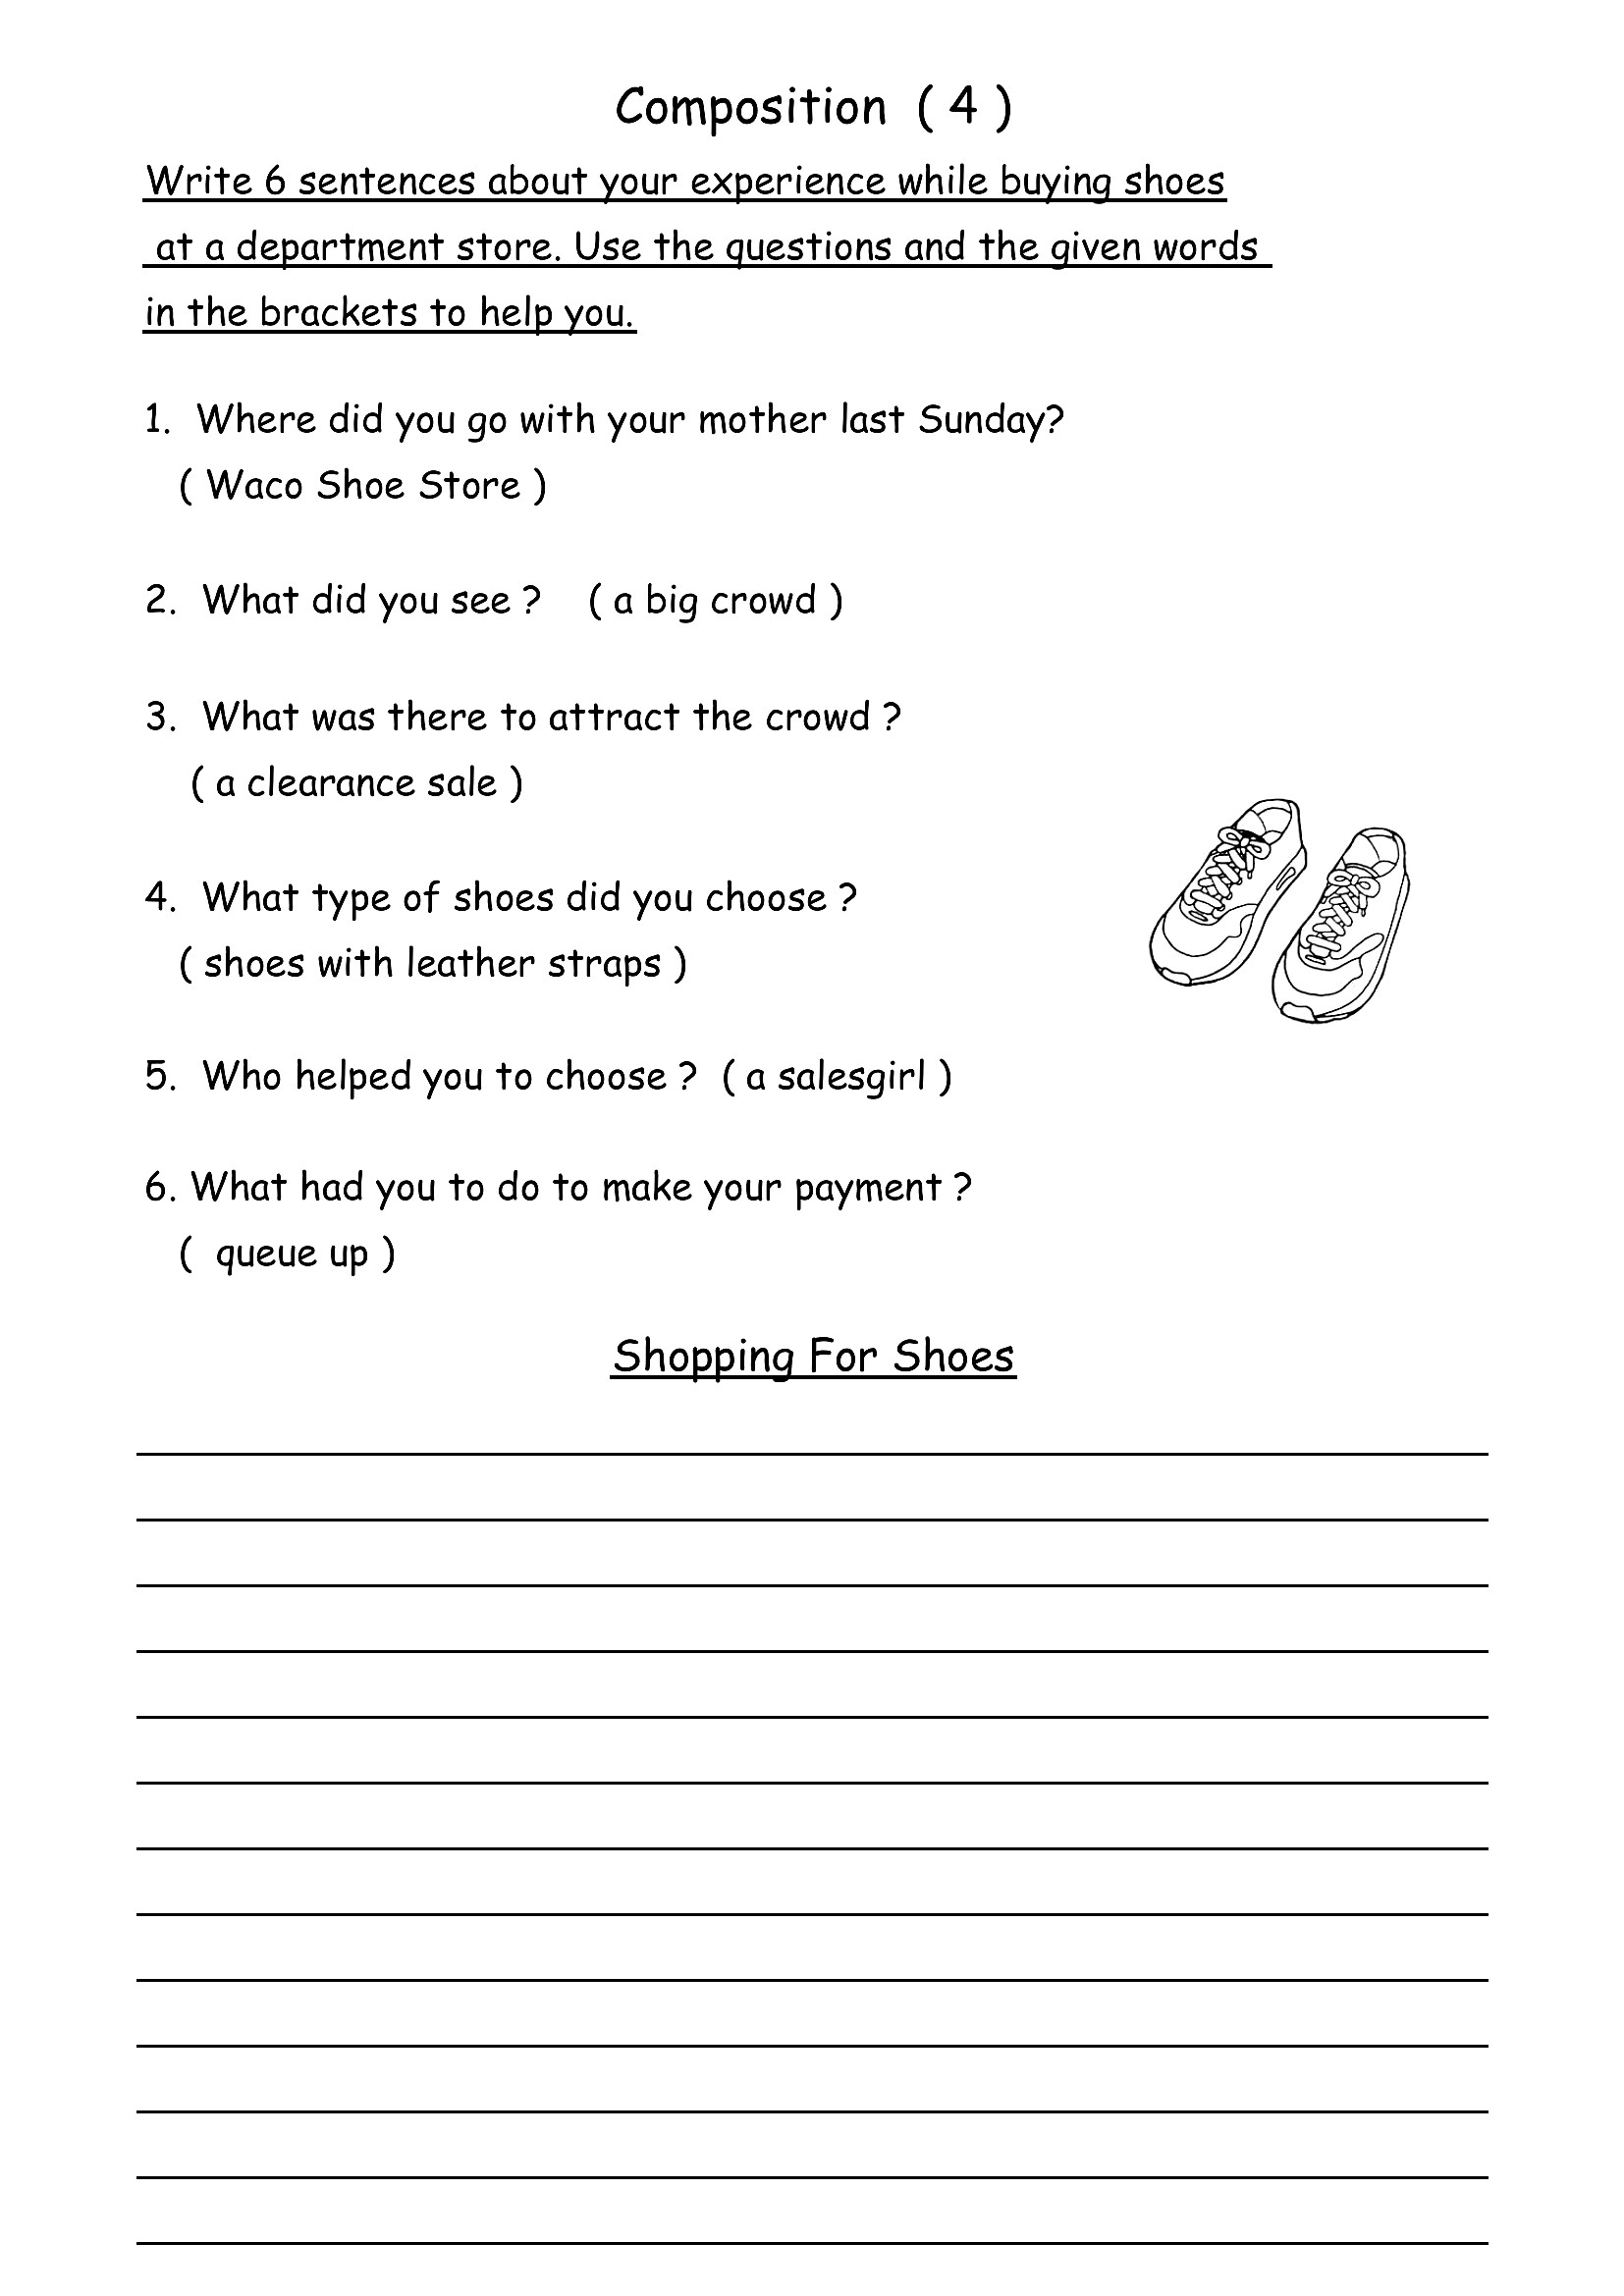 Composition ( 4 )
Write 6 sentences about your experience while buying shoes
at a department store. Use the questions and the given words
in the brackets to help you.
1. Where did you go with your mother last Sunday?
( Waco Shoe Store )
2. What did you see ? ( a big crowd )
3. What was there to attract the crowd ?
( a clearance sale )
4. What type of shoes did you choose ?
( shoes with leather straps )
5. Who helped you to choose ? ( a salesgirl )
6. What had you to do to make your payment ?
( queue up )
Shopping For Shoes